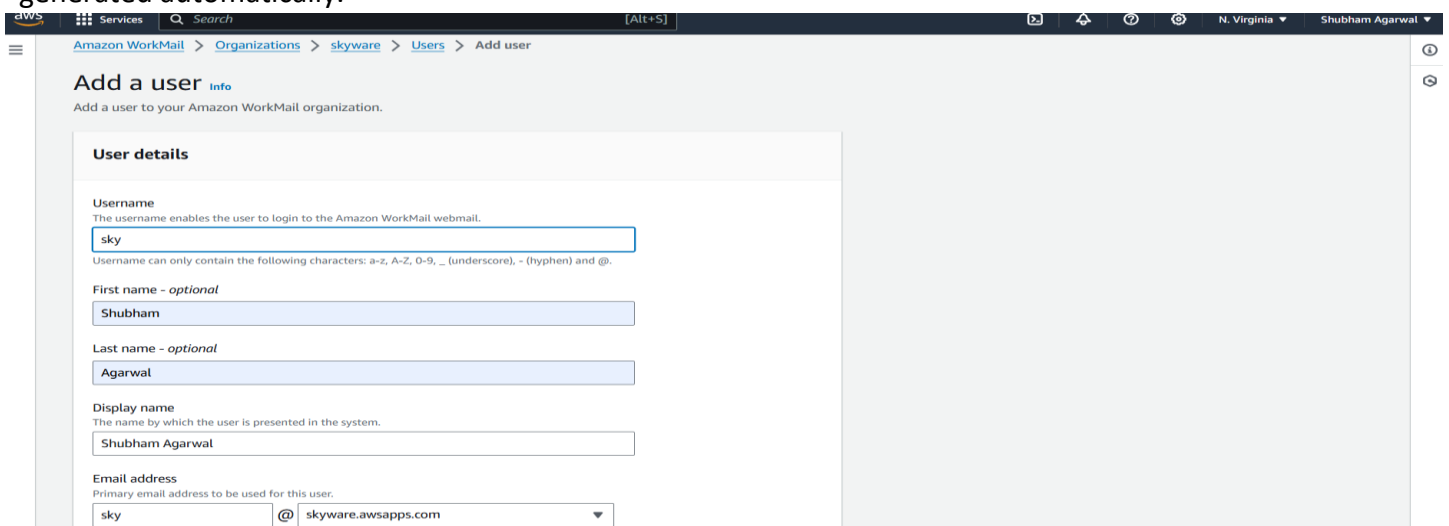 generated automatically.
aws Services Search [Alt+S] N. Virginia Shubham Agarwal
Amazon WorkMail > Organizations > skyware > Users > Add user
Add a user Info
Add a user to your Amazon WorkMail organization.
User details
Username
The username enables the user to login to the Amazon WorkMail webmail.
sky
Username can only contain the following characters: a-z, A-Z, 0-9, _ (underscore), - (hyphen) and @.
First name - optional
Shubham
Last name - optional
Agarwal
Display name
The name by which the user is presented in the system.
Shubham Agarwal
Email address
Primary email address to be used for this user.
sky @ skyware.awsapps.com